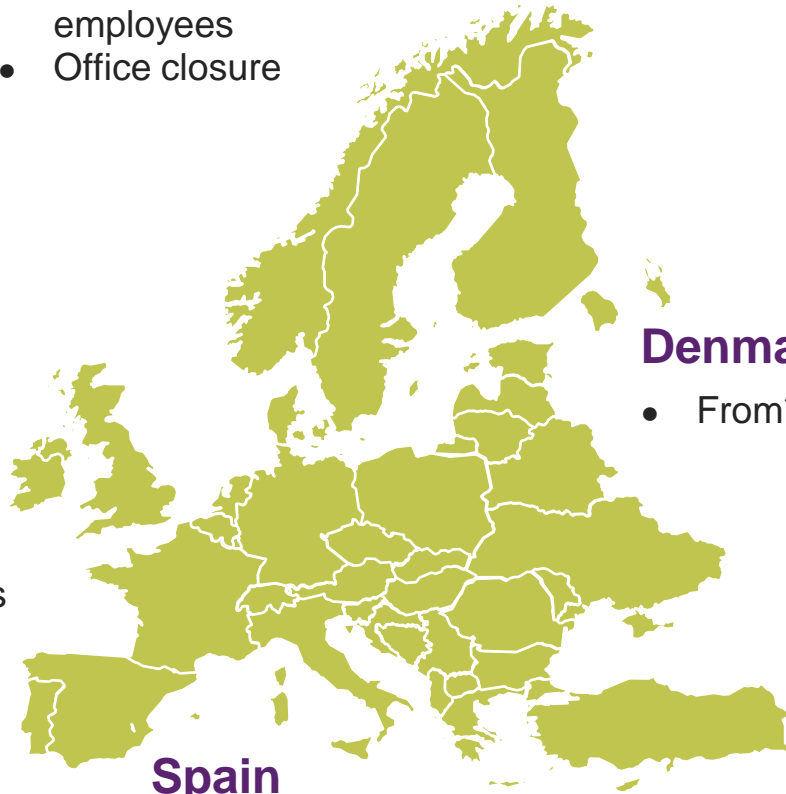 employees
• Office closure
Denma
• From
s
Spain